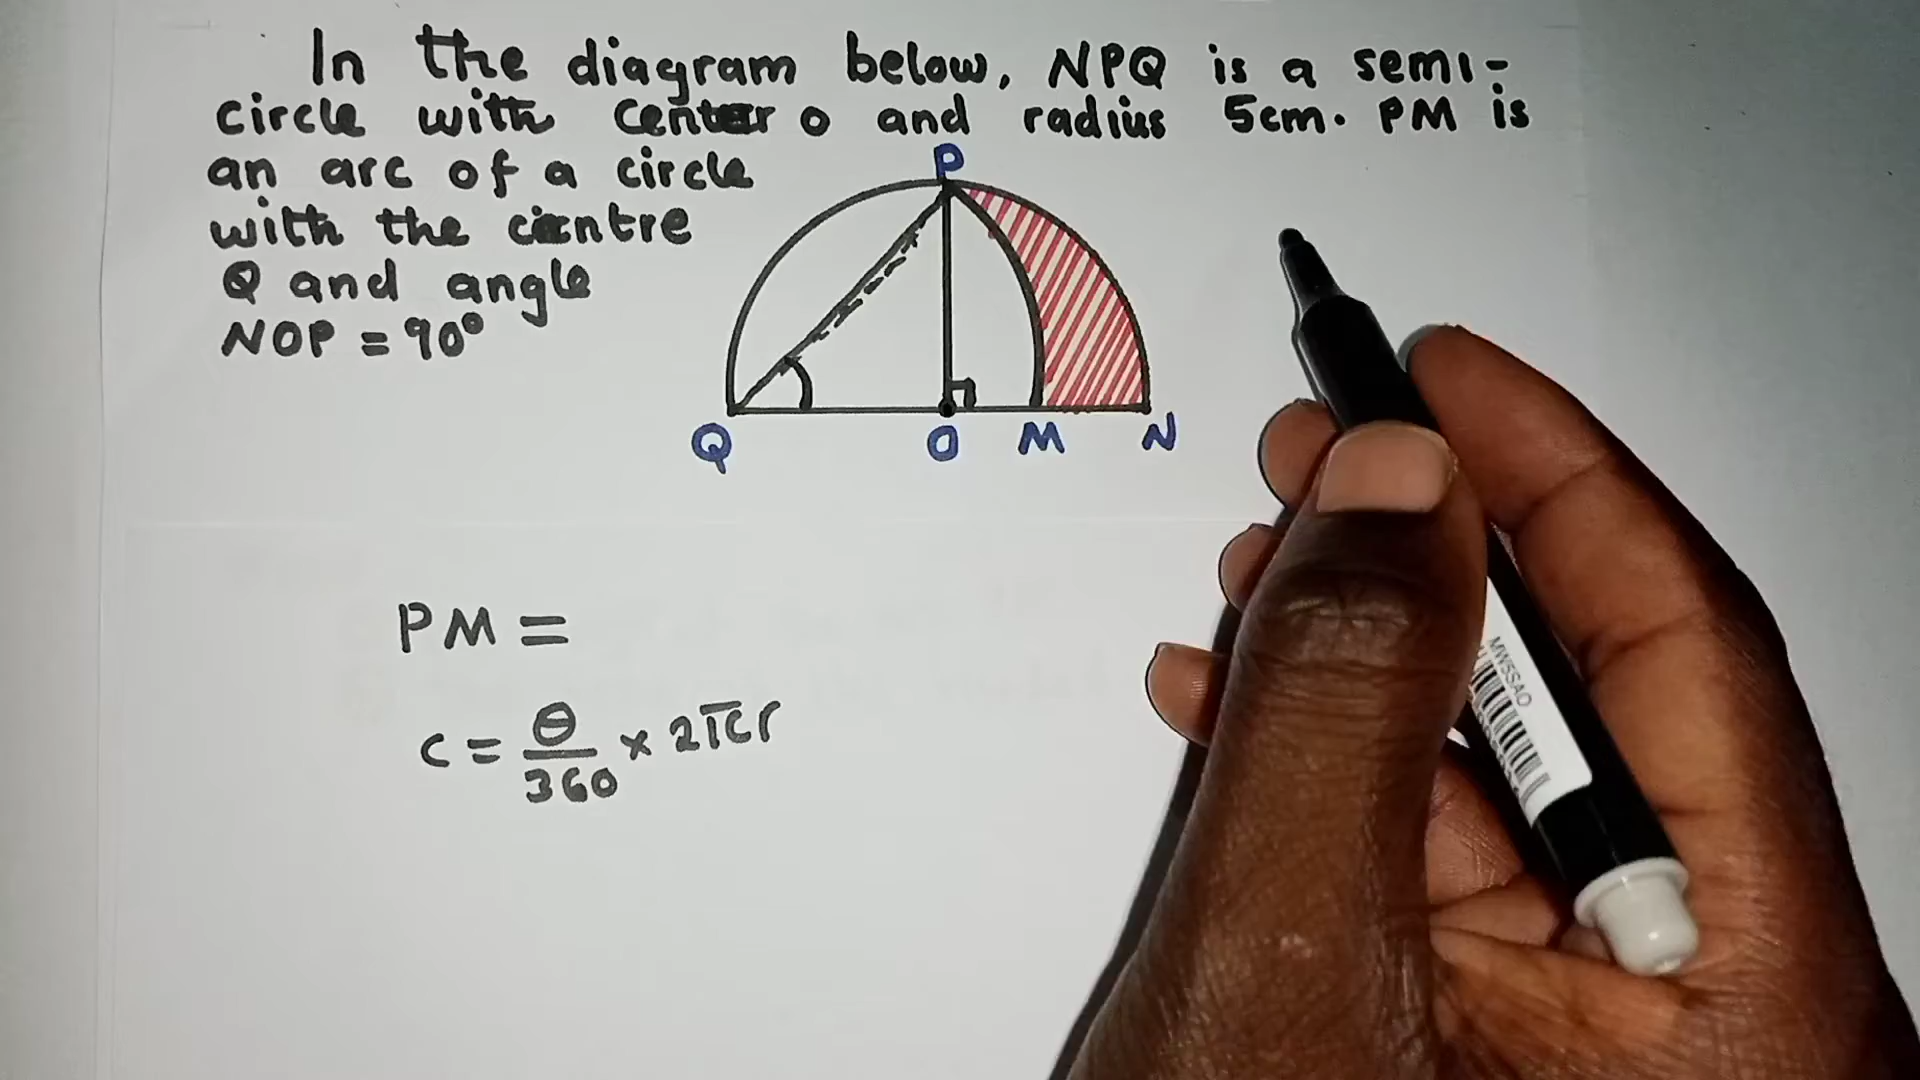 In the diagram below, NPQ is a semi-
circle with center o and radius 5cm. PM is
an arc of a circle
with the centre
Q and angle
NOP = 90°
P
Q O M N
PM =
c = θ/360 × 2πr
MW5SAO